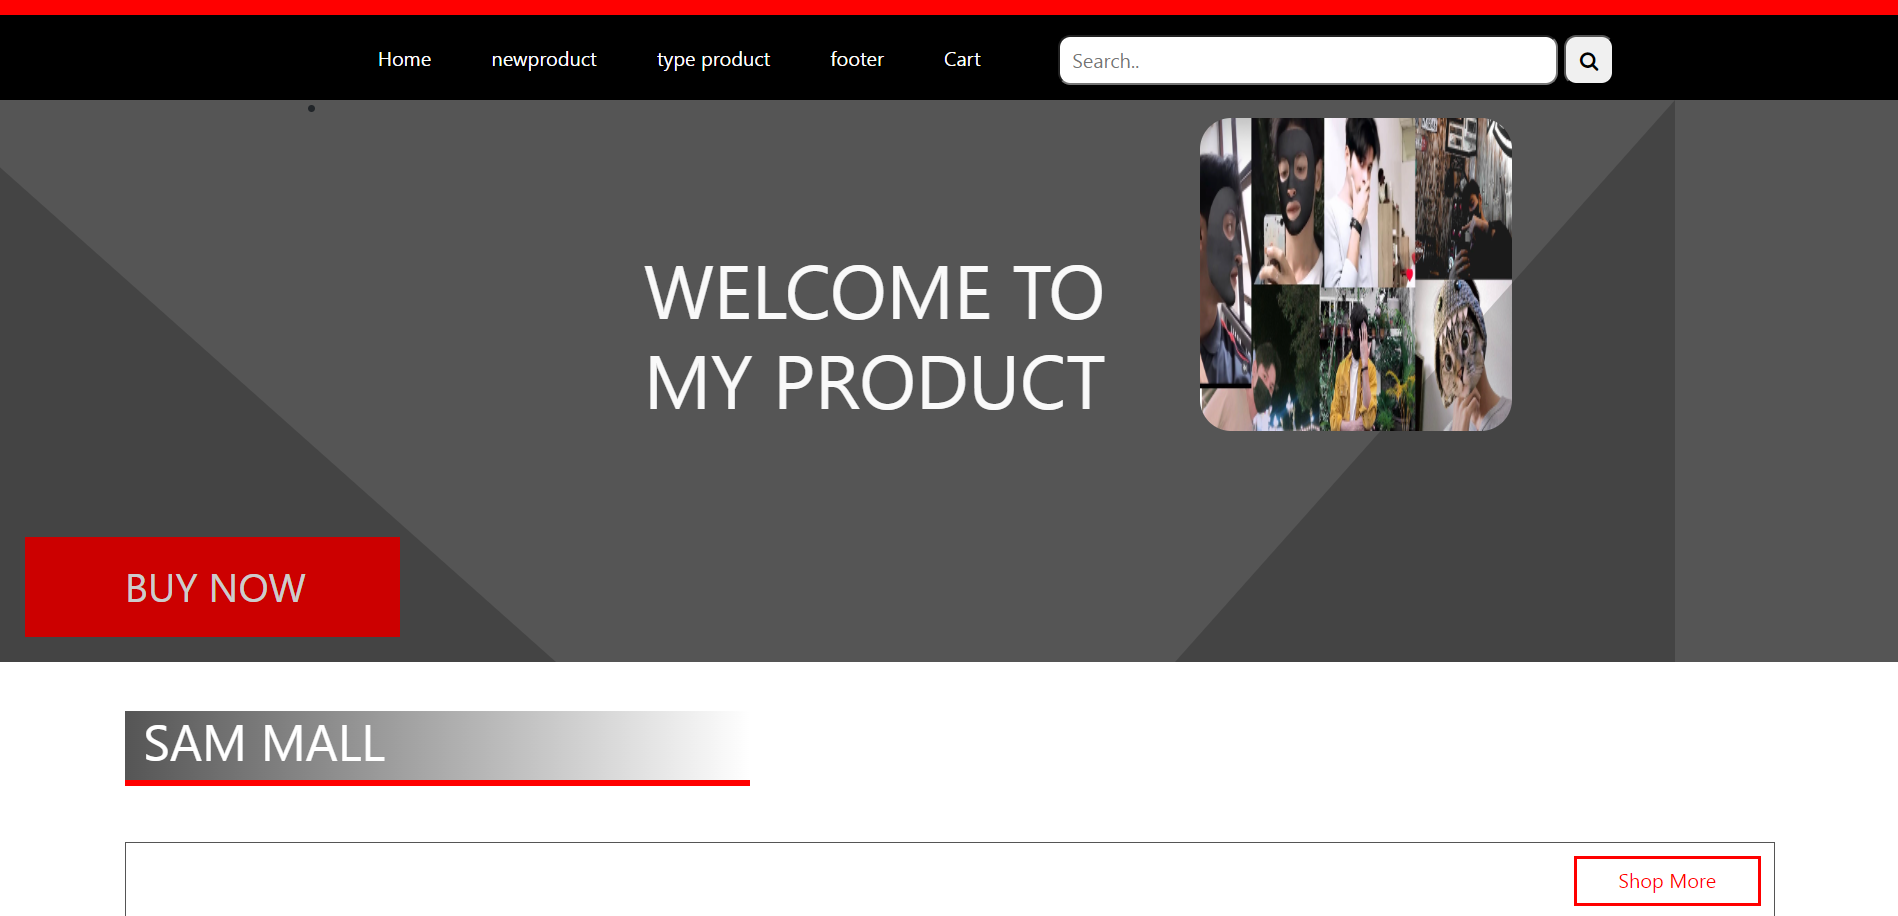 Home newproduct type product footer Cart Search..
WELCOME TO
MY PRODUCT
BUY NOW
SAM MALL
Shop More